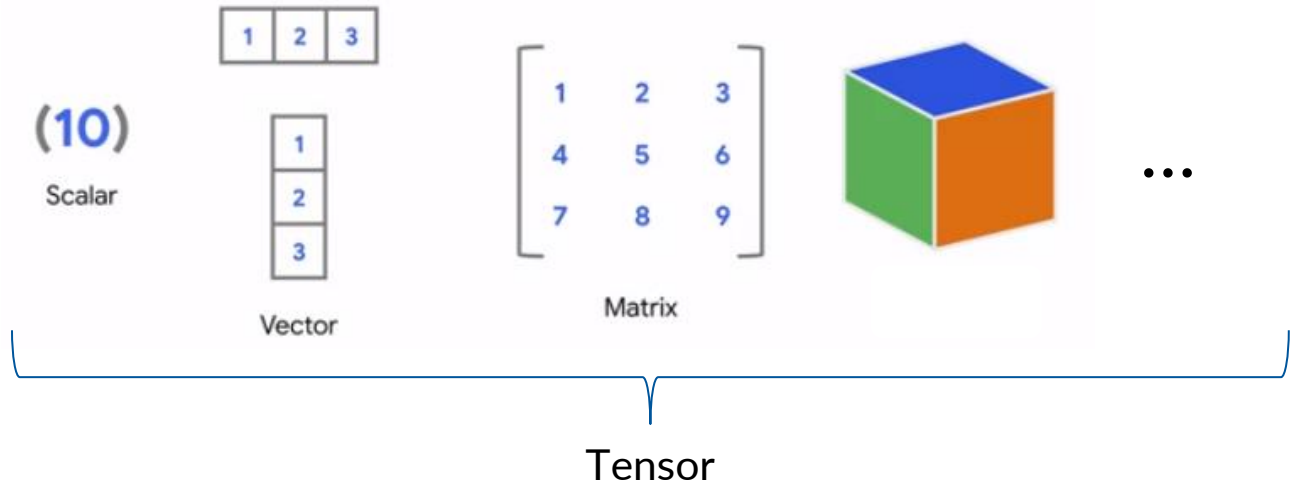 (10)
Scalar
1 2 3
1
2
3
Vector
1 2 3
4 5 6
7 8 9
Matrix
...
Tensor